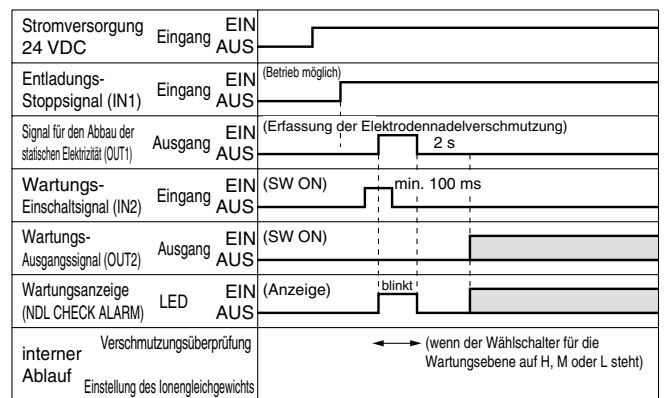 Stromversorgung
24 VDC
Eingang
EIN
AUS
Entladungs-
Stoppsignal (IN1)
Eingang
EIN
AUS
(Betrieb möglich)
Signal für den Abbau der
statischen Elektrizität (OUT1)
Ausgang
EIN
AUS
(Erfassung der Elektrodennadelverschmutzung)
2 s
Wartungs-
Einschaltsignal (IN2)
Eingang
EIN
AUS
(SW ON)
min. 100 ms
Wartungs-
Ausgangssignal (OUT2)
Ausgang
EIN
AUS
(SW ON)
Wartungsanzeige
(NDL CHECK ALARM)
LED
EIN
AUS
(Anzeige)
blinkt
interner
Ablauf
Verschmutzungsüberprüfung
Einstellung des Ionengleichgewichts
(wenn der Wählschalter für die
Wartungsebene auf H, M oder L steht)